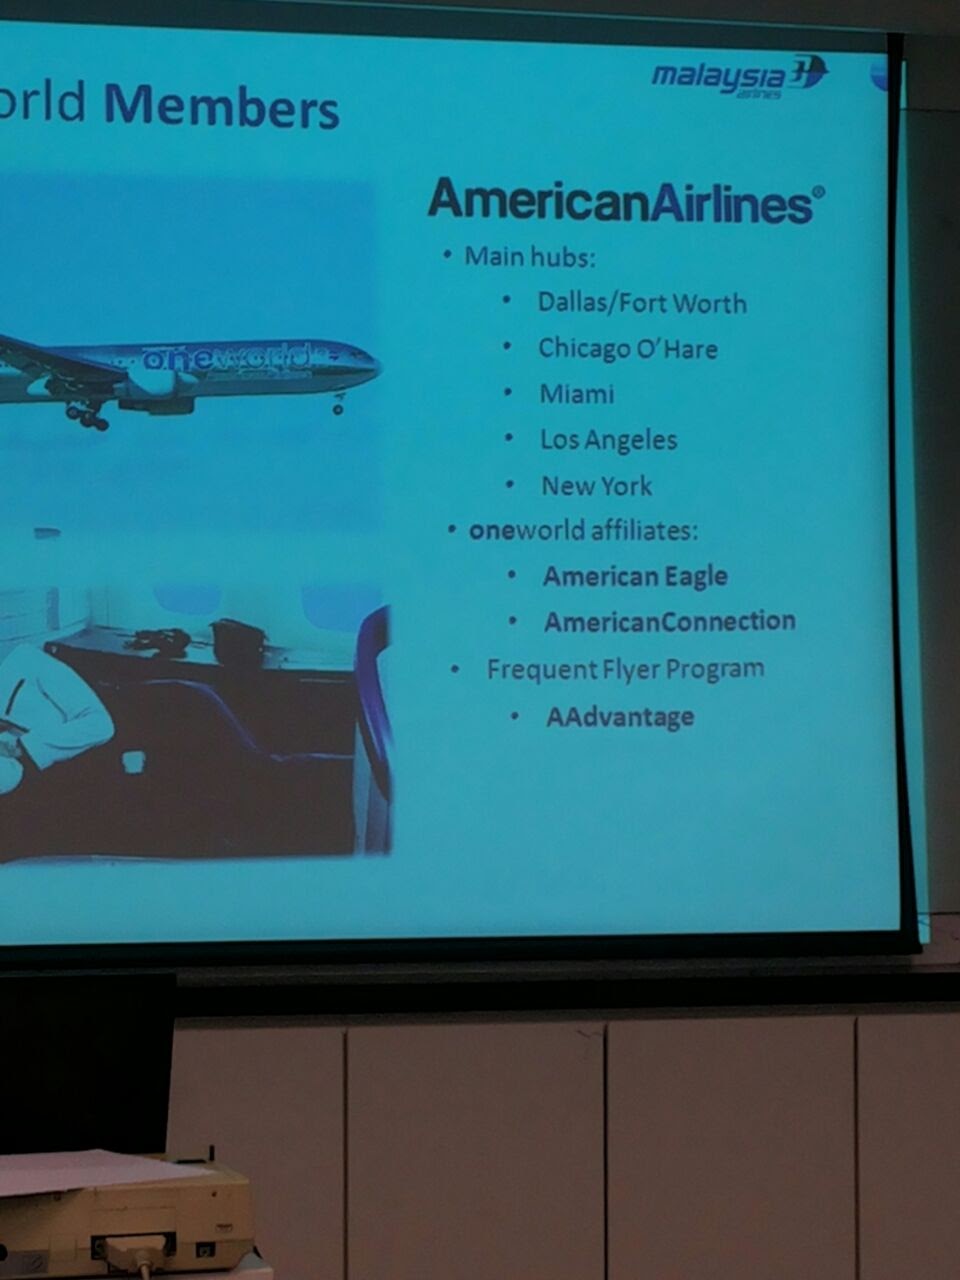 orld Members
malaysia
airlines
AmericanAirlines®
• Main hubs:
• Dallas/Fort Worth
• Chicago O'Hare
• Miami
• Los Angeles
• New York
oneworld
• oneworld affiliates:
• American Eagle
• AmericanConnection
• Frequent Flyer Program
• AAdvantage